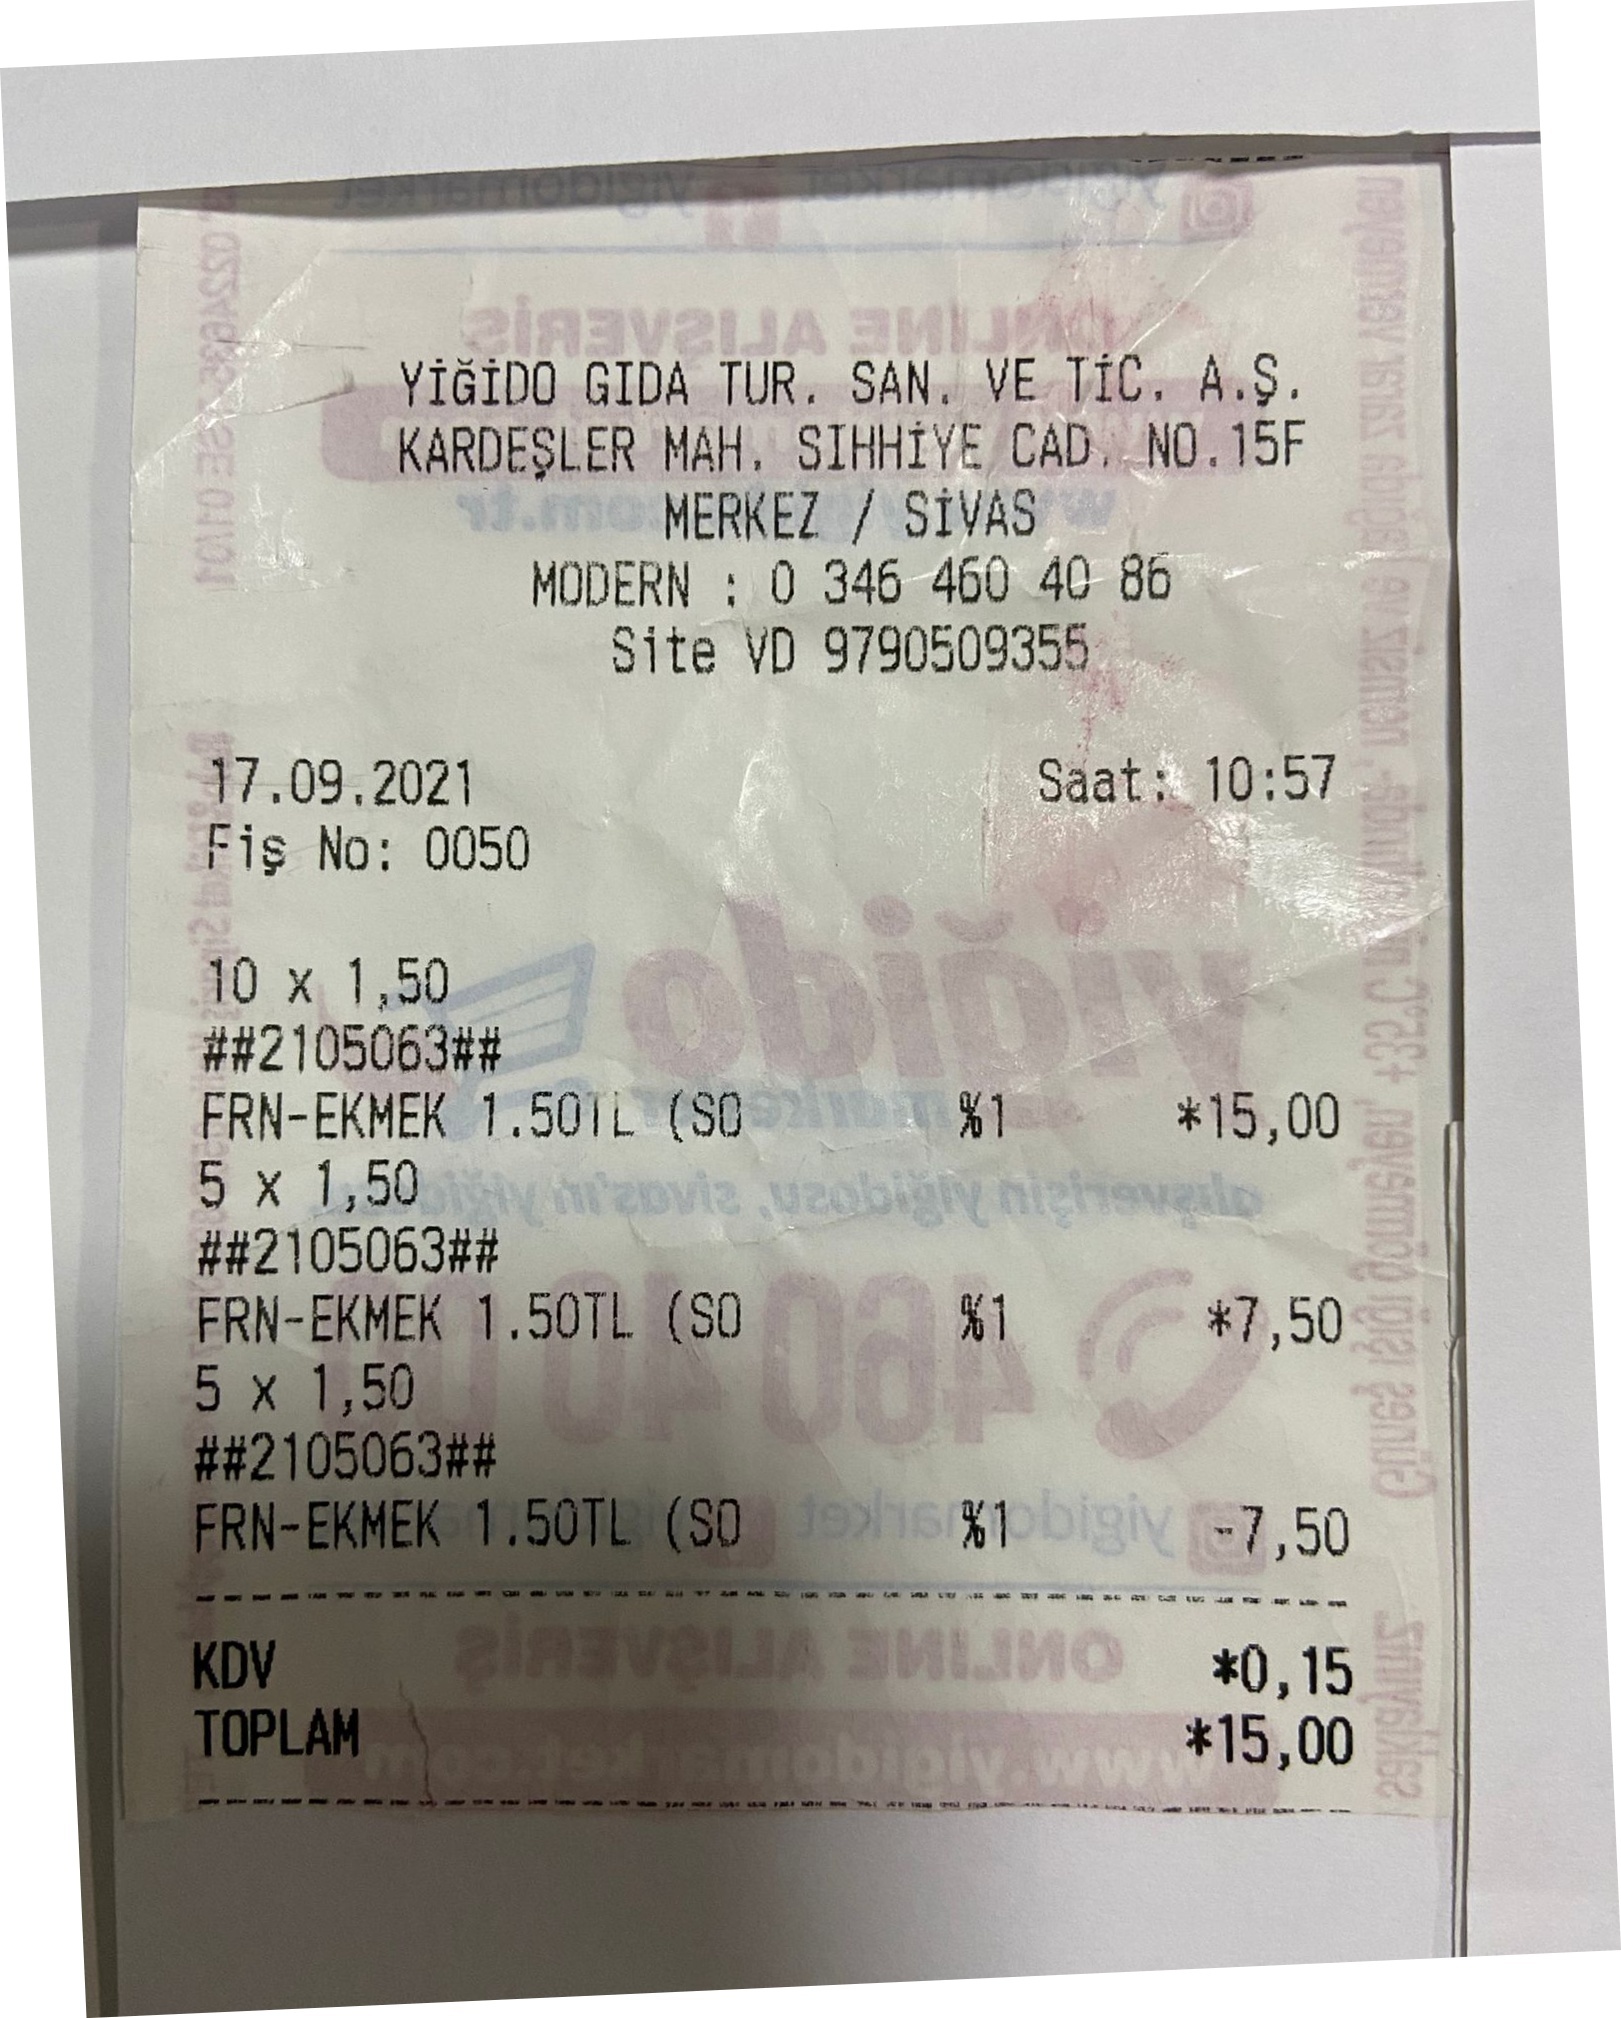 YİĞİDO GIDA TUR. SAN. VE TİC. A.Ş.
KARDEŞLER MAH. SIHHİYE CAD. NO.15F
MERKEZ / SİVAS
MODERN : 0 346 460 40 86
Site VD 9790509355
17.09.2021 Saat: 10:57
Fiş No: 0050
10 x 1,50
##2105063##
FRN-EKMEK 1.50TL (SO %1 *15,00
5 x 1,50
##2105063##
FRN-EKMEK 1.50TL (SO %1 *7,50
5 x 1,50
##2105063##
FRN-EKMEK 1.50TL (SO %1 -7,50
KDV *0,15
TOPLAM *15,00